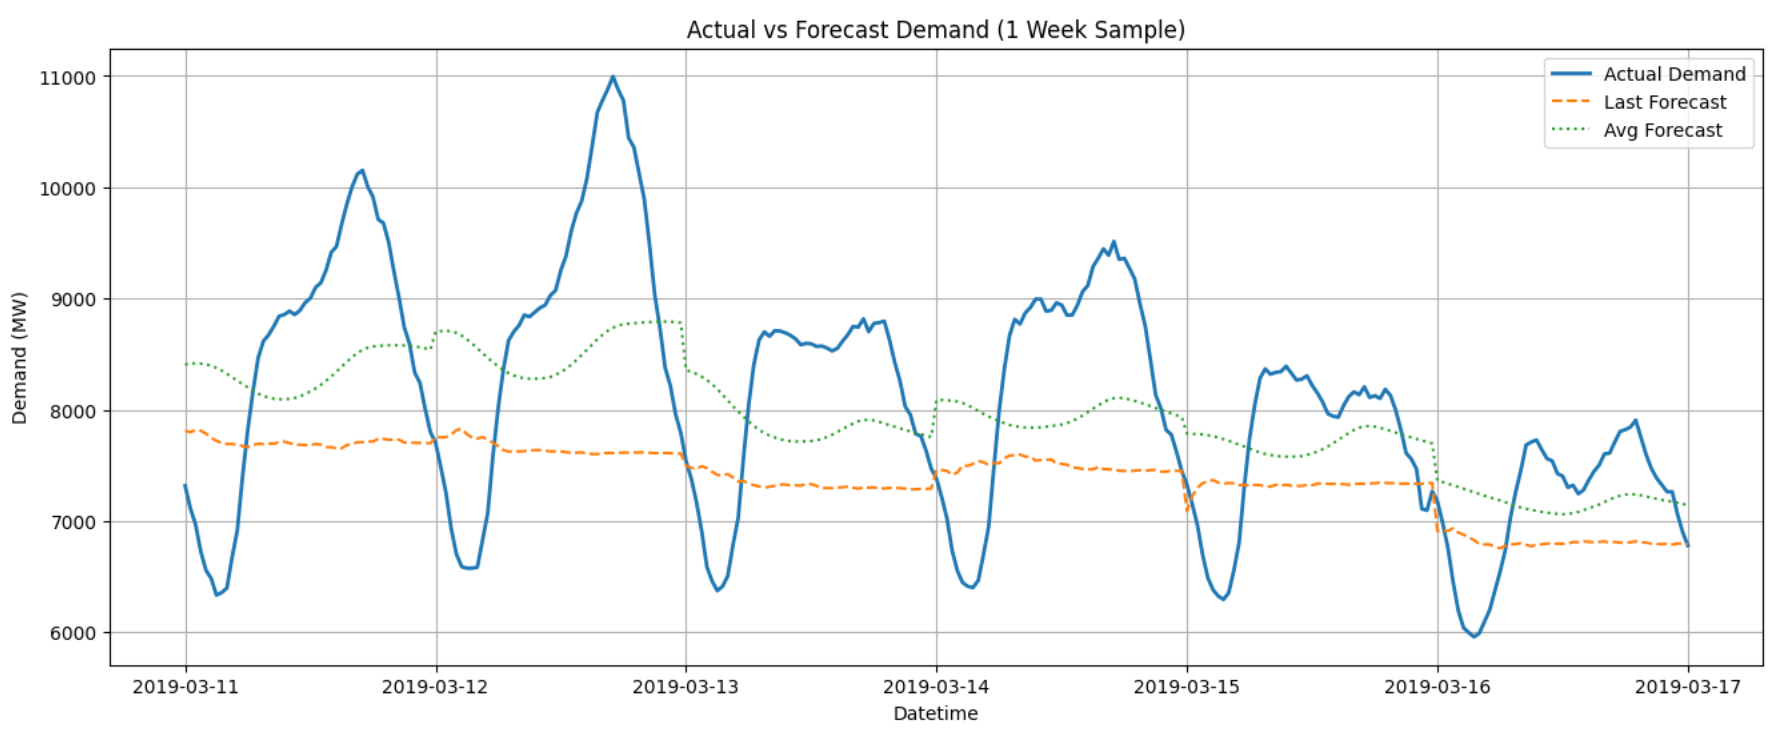 Actual vs Forecast Demand (1 Week Sample)
Actual Demand
Last Forecast
Avg Forecast
Demand (MW)
11000
10000
9000
8000
7000
6000
2019-03-11
2019-03-12
2019-03-13
2019-03-14
2019-03-15
2019-03-16
2019-03-17
Datetime